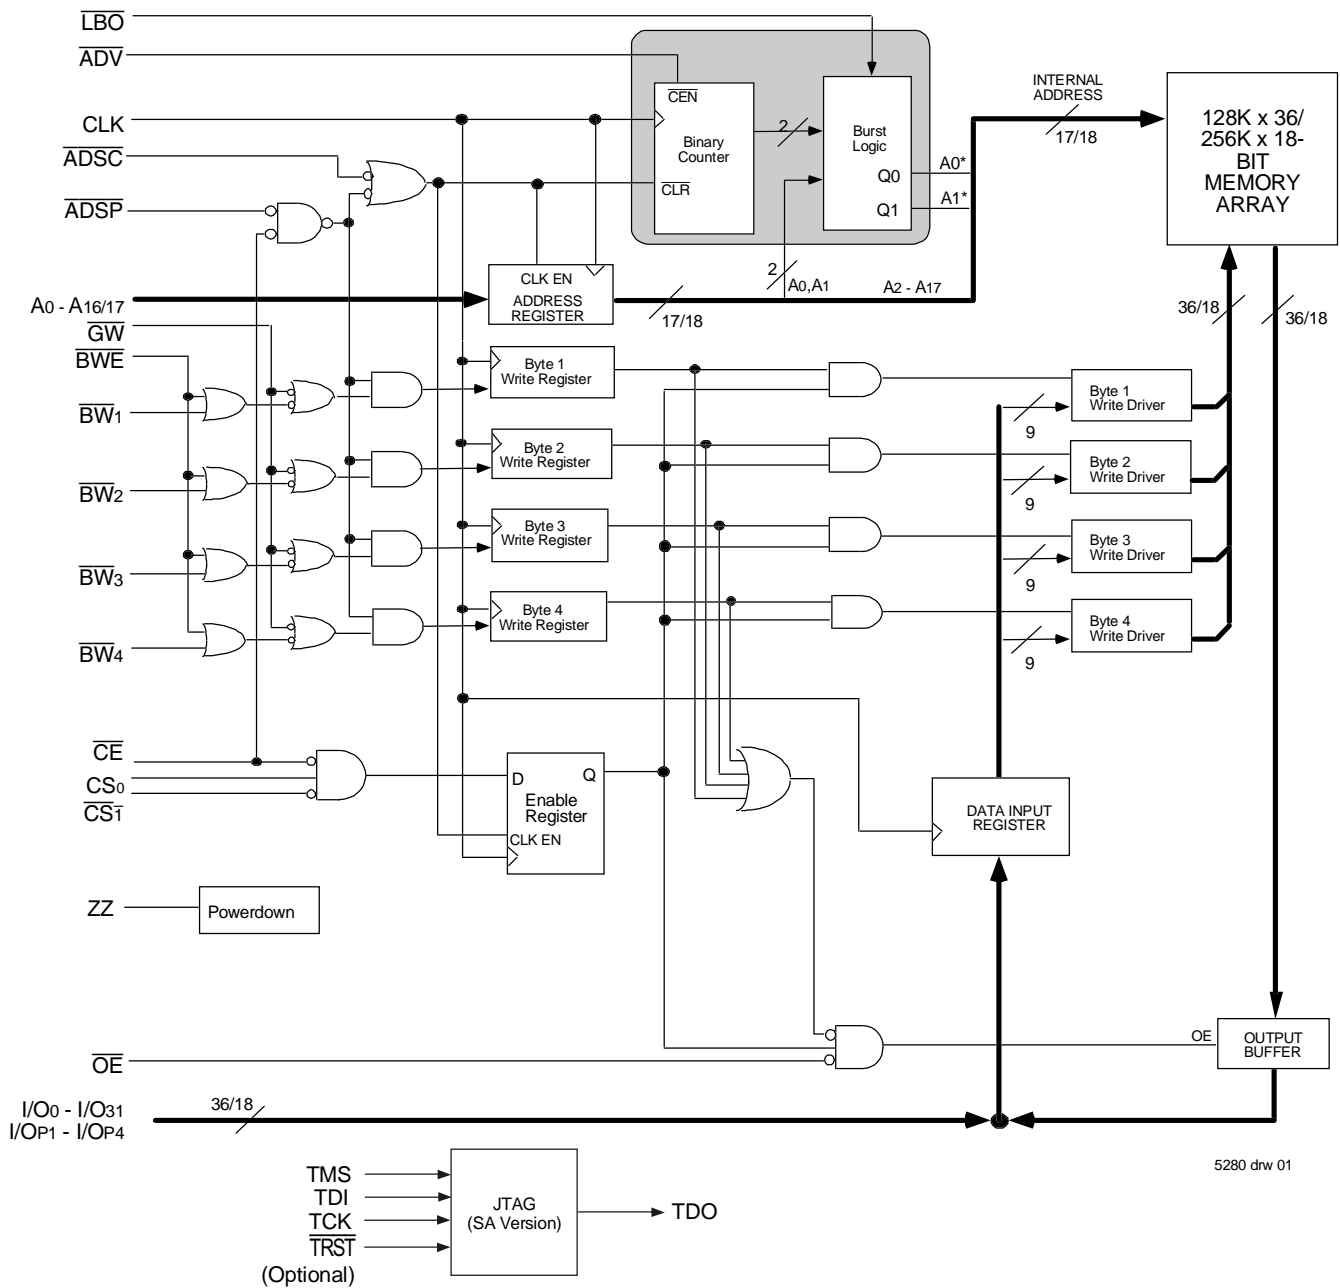 LBO
ADV
CLK
ADSC
ADSP
CEN
Binary
Counter
CLR
2
Burst
Logic
Q0
Q1
A0*
A1*
INTERNAL
ADDRESS
17/18
128K x 36/
256K x 18-
BIT
MEMORY
ARRAY
A0 - A16/17
CLK EN
ADDRESS
REGISTER
17/18
2
A0,A1
A2 - A17
36/18
36/18
GW
BWE
BW1
BW2
BW3
BW4
Byte 1
Write Register
Byte 2
Write Register
Byte 3
Write Register
Byte 4
Write Register
Byte 1
Write Driver
9
Byte 2
Write Driver
9
Byte 3
Write Driver
9
Byte 4
Write Driver
9
CE
CS0
CS1
D
Q
Enable
Register
CLK EN
DATA INPUT
REGISTER
ZZ
Powerdown
OE
OE
OUTPUT
BUFFER
I/O0 - I/O31
I/OP1 - I/OP4
36/18
5280 drw 01
TMS
TDI
TCK
TRST
(Optional)
JTAG
(SA Version)
TDO